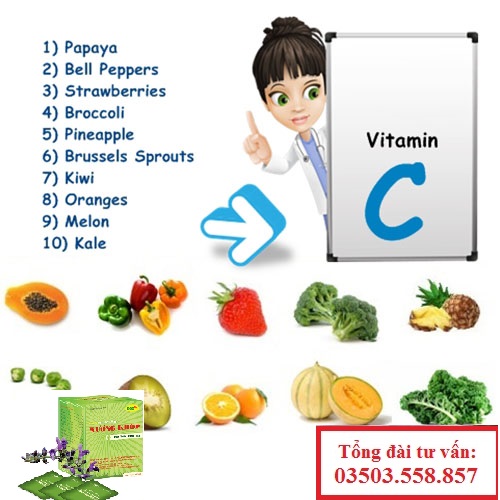 1) Papaya
2) Bell Peppers
3) Strawberries
4) Broccoli
5) Pineapple
6) Brussels Sprouts
7) Kiwi
8) Oranges
9) Melon
10) Kale
Vitamin
C
Tổng đài tư vấn:
03503.558.857